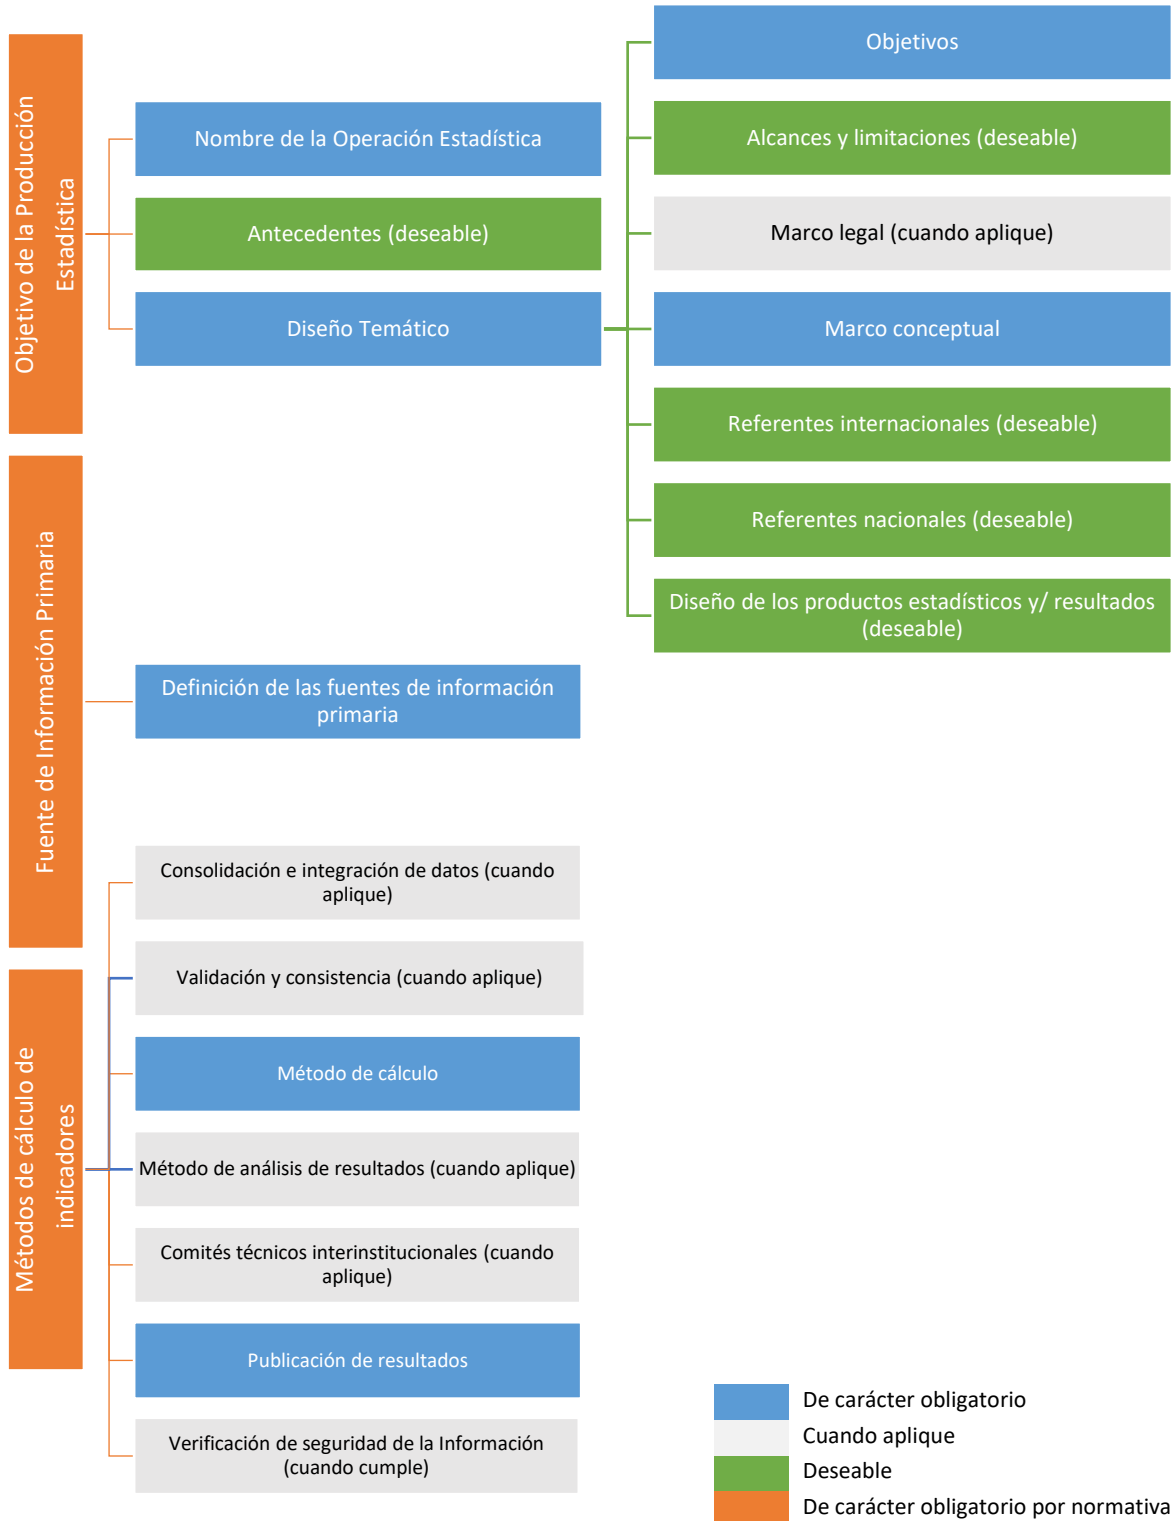 Objetivo de la Producción
Estadística
Nombre de la Operación Estadística
Antecedentes (deseable)
Diseño Temático
Objetivos
Alcances y limitaciones (deseable)
Marco legal (cuando aplique)
Marco conceptual
Referentes internacionales (deseable)
Referentes nacionales (deseable)
Diseño de los productos estadísticos y/ resultados
(deseable)
Fuente de Información Primaria
Definición de las fuentes de información
primaria
Métodos de cálculo de
indicadores
Consolidación e integración de datos (cuando
aplique)
Validación y consistencia (cuando aplique)
Método de cálculo
Método de análisis de resultados (cuando aplique)
Comités técnicos interinstitucionales (cuando
aplique)
Publicación de resultados
Verificación de seguridad de la Información
(cuando cumple)
De carácter obligatorio
Cuando aplique
Deseable
De carácter obligatorio por normativa